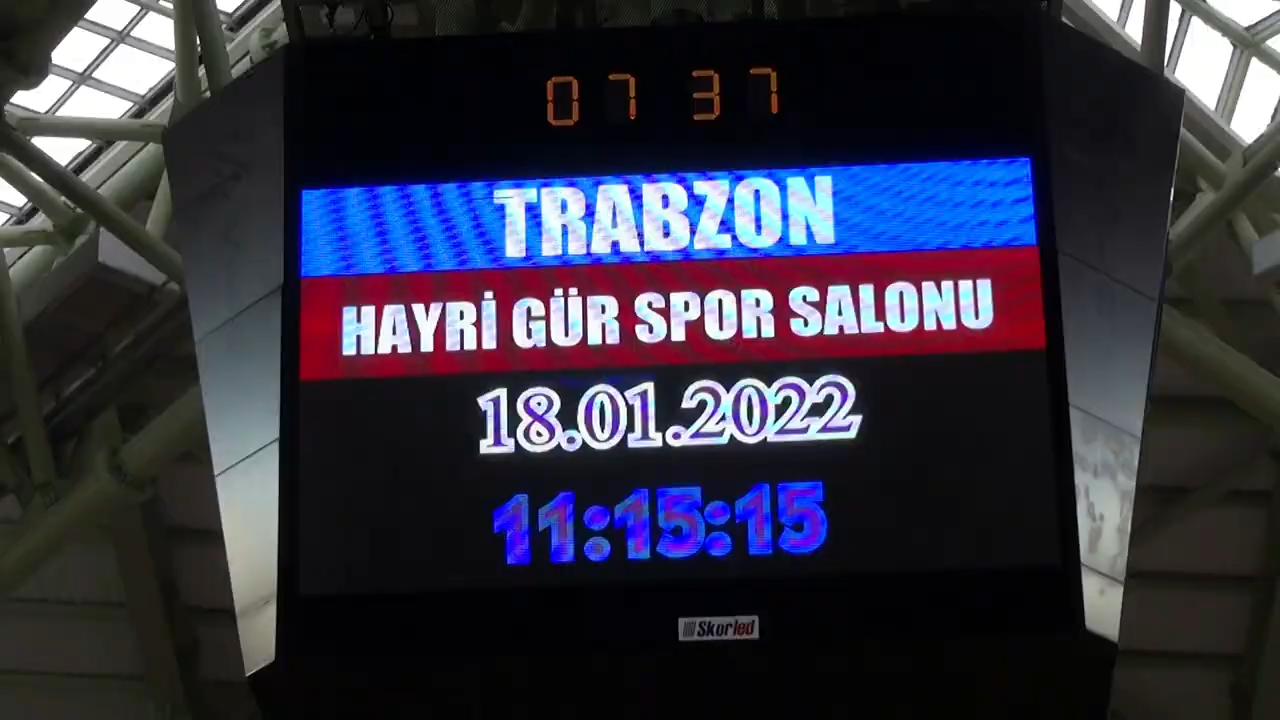 07 37
TRABZON
HAYRİ GÜR SPOR SALONU
18.01.2022
11:15:15
Skorled